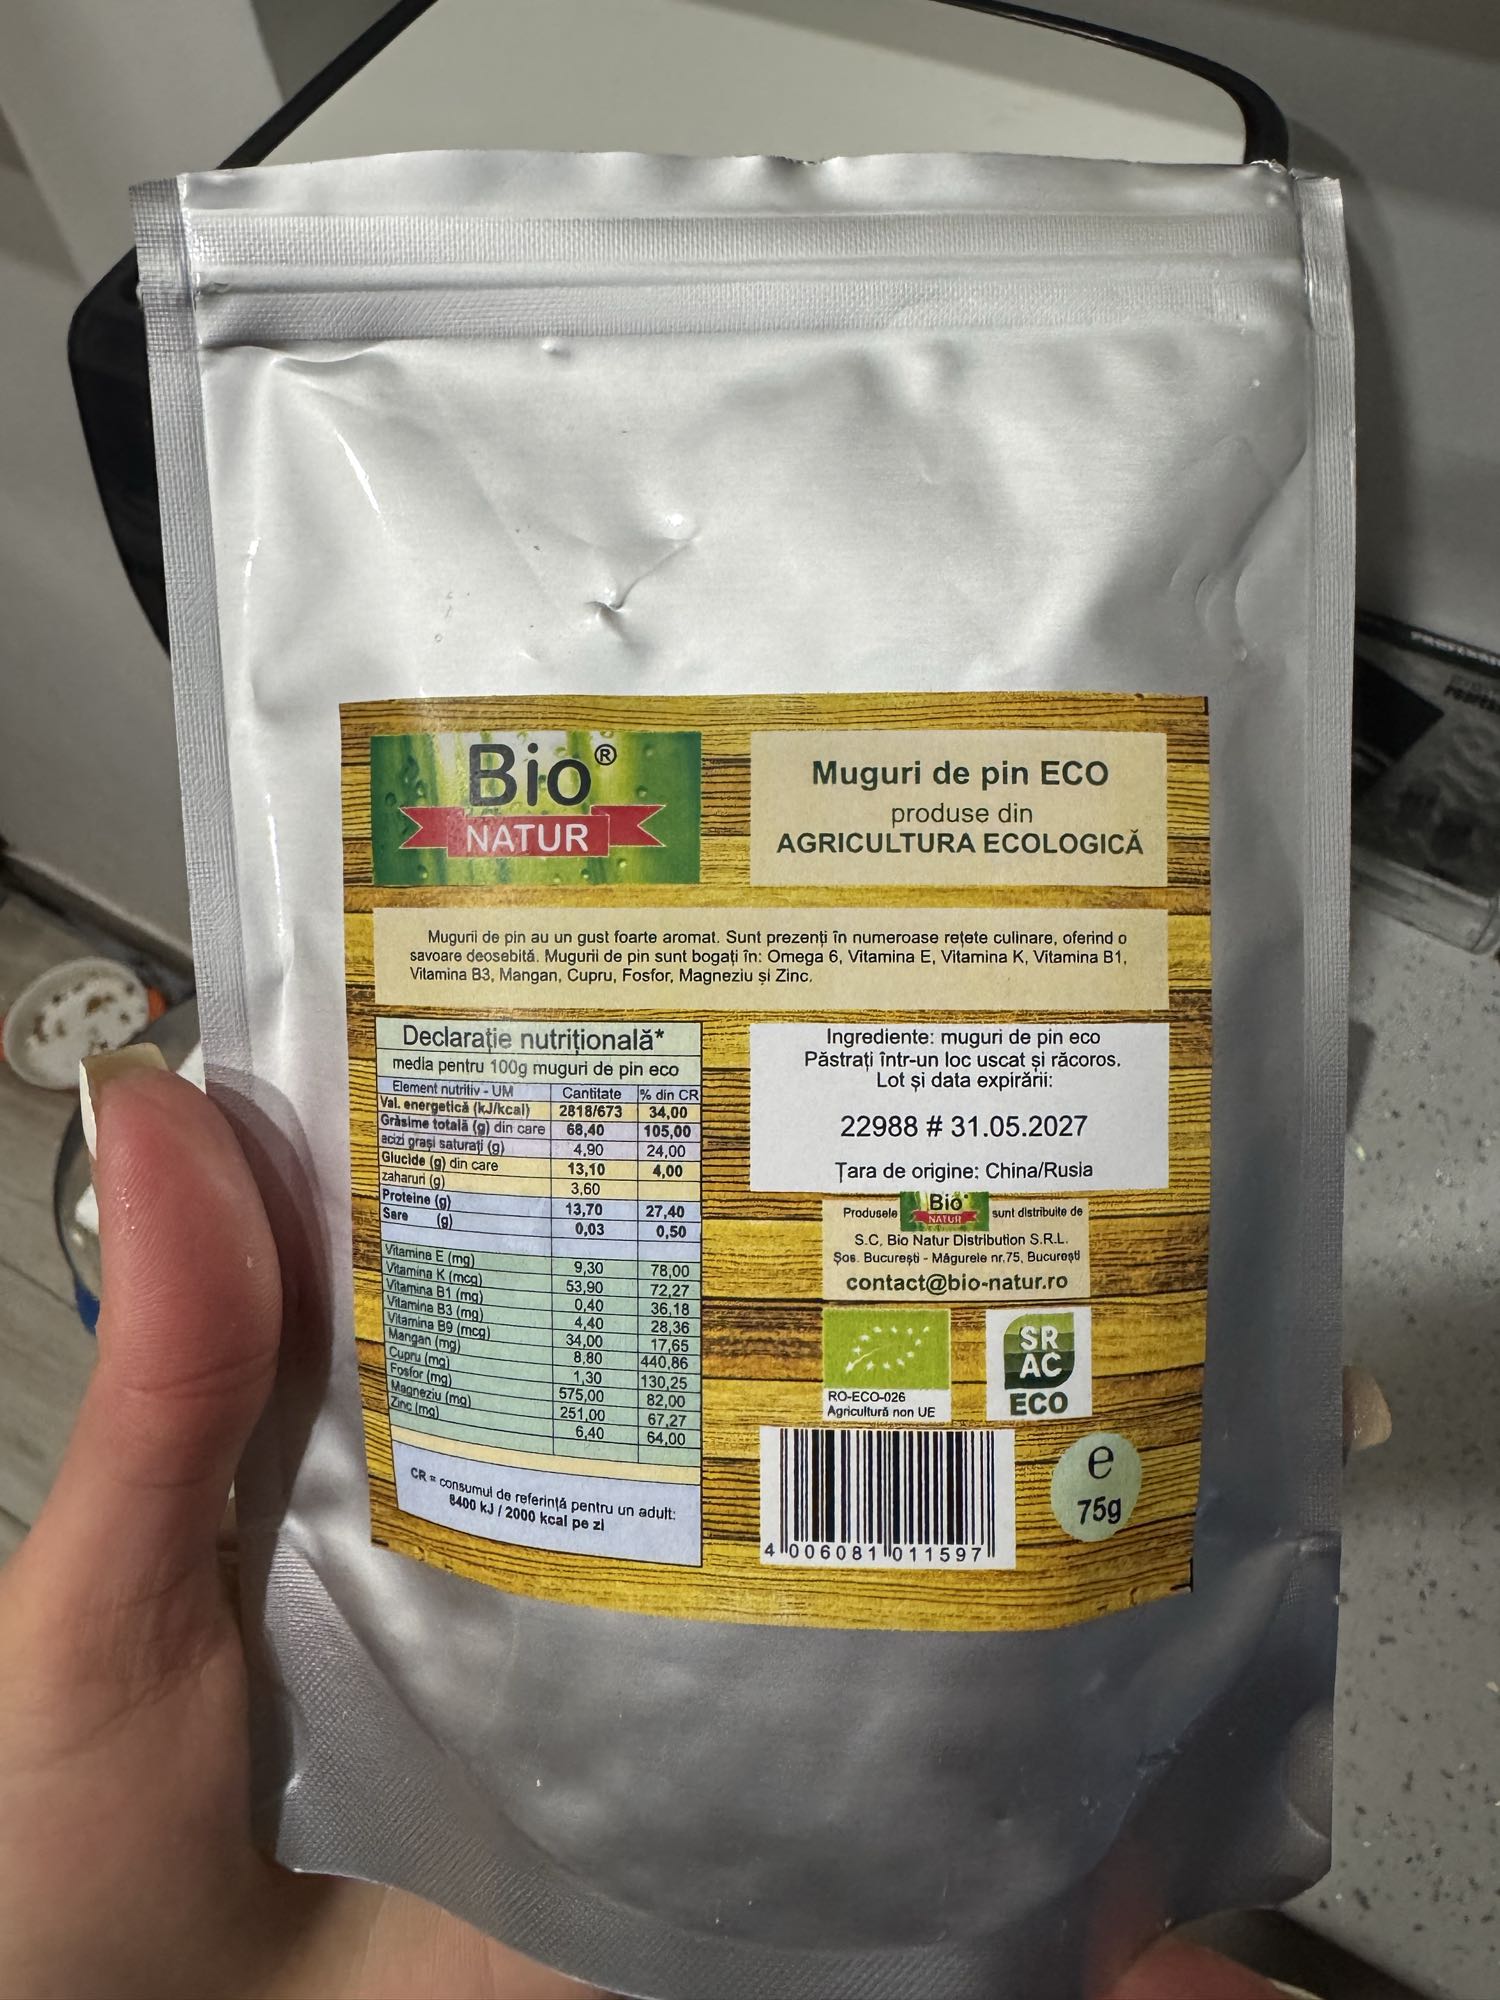 Bio®
NATUR
Muguri de pin ECO
produse din
AGRICULTURA ECOLOGICĂ
Mugurii de pin au un gust foarte aromat. Sunt prezenți în numeroase rețete culinare, oferind o
savoare deosebită. Mugurii de pin sunt bogați în: Omega 6, Vitamina E, Vitamina K, Vitamina B1,
Vitamina B3, Mangan, Cupru, Fosfor, Magneziu și Zinc.
Declarație nutrițională*
media pentru 100g muguri de pin eco
Element nutritiv - UM Cantitate % din CR
Val. energetică (kJ/kcal) 2818/673 34,00
Grăsime totală (g) din care 68,40 105,00
acizi grași saturați (g) 4,90 24,00
Glucide (g) din care 13,10 4,00
zaharuri (g) 3,60
Proteine (g) 13,70 27,40
Sare (g) 0,03 0,50
Vitamina E (mg) 9,30 78,00
Vitamina K (mcg) 53,90 72,27
Vitamina B1 (mg) 0,40 36,18
Vitamina B3 (mg) 4,40 28,36
Vitamina B9 (mcg) 34,00 17,65
Mangan (mg) 8,80 440,86
Cupru (mg) 1,30 130,25
Fosfor (mg) 575,00 82,00
Magneziu (mg) 251,00 67,27
Zinc (mg) 6,40 64,00
CR = consumul de referință pentru un adult:
8400 kJ / 2000 kcal pe zi
Ingrediente: muguri de pin eco
Păstrați într-un loc uscat și răcoros.
Lot și data expirării:
22988 # 31.05.2027
Țara de origine: China/Rusia
Produsele Bio NATUR sunt distribuite de
S.C. Bio Natur Distribution S.R.L.
Șos. București - Măgurele nr.75, București
contact@bio-natur.ro
RO-ECO-026
Agricultură non UE
SR
AC
ECO
4 006081 011597
e
75g